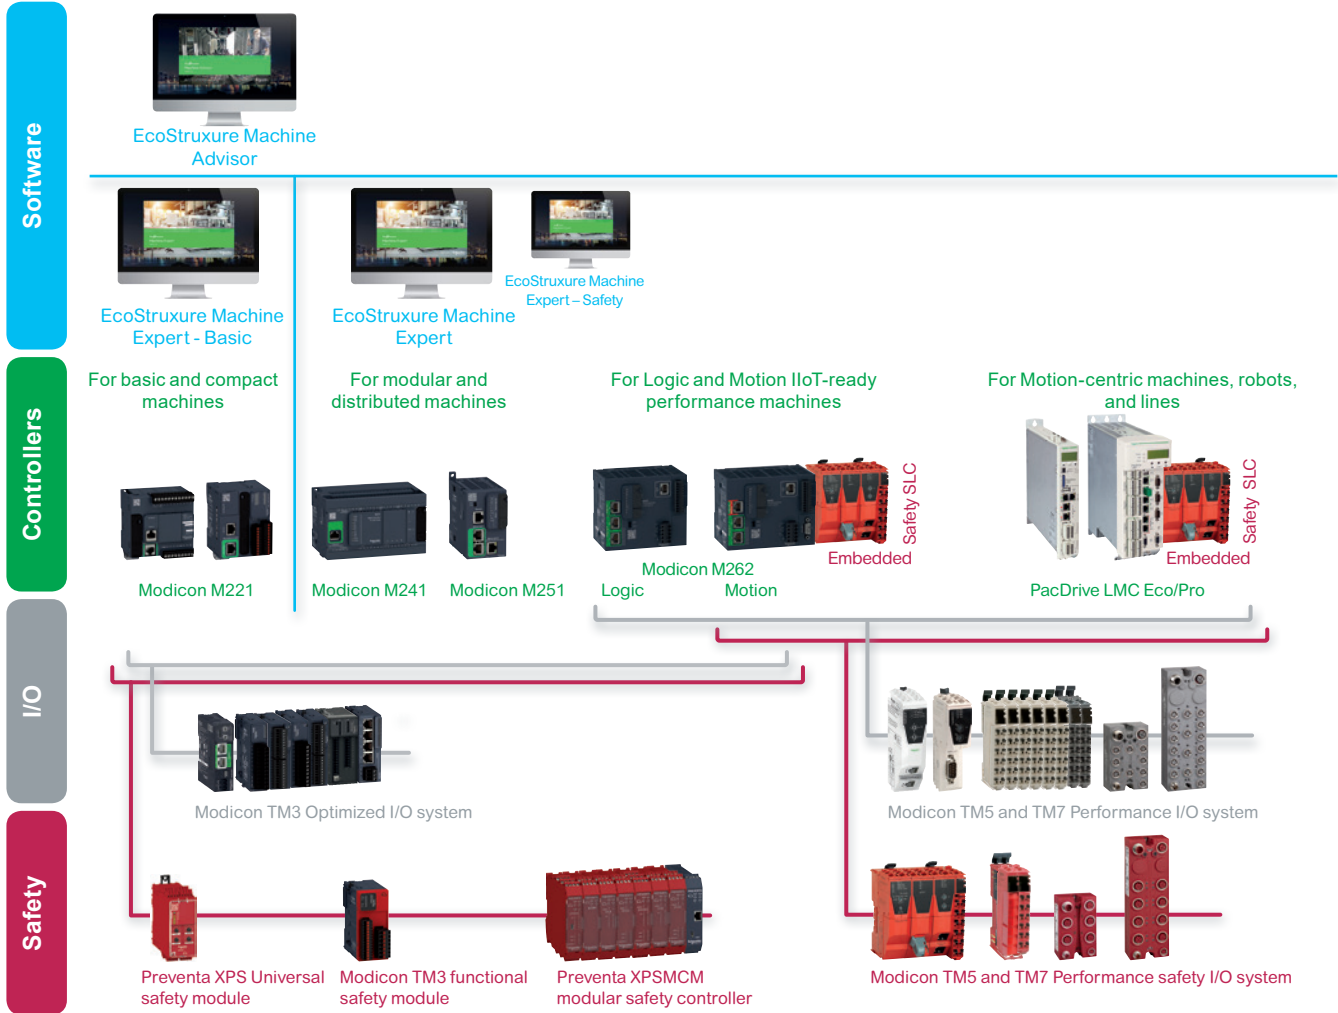 Software
EcoStruxure Machine
Advisor
EcoStruxure Machine
Expert - Basic
EcoStruxure Machine
Expert
EcoStruxure Machine
Expert – Safety
Controllers
For basic and compact
machines
For modular and
distributed machines
For Logic and Motion IIoT-ready
performance machines
For Motion-centric machines, robots,
and lines
Safety SLC
Embedded
Safety SLC
Embedded
Modicon M221
Modicon M241
Modicon M251
Modicon M262
Logic
Motion
PacDrive LMC Eco/Pro
I/O
Modicon TM3 Optimized I/O system
Modicon TM5 and TM7 Performance I/O system
Safety
Preventa XPS Universal
safety module
Modicon TM3 functional
safety module
Preventa XPSMCM
modular safety controller
Modicon TM5 and TM7 Performance safety I/O system